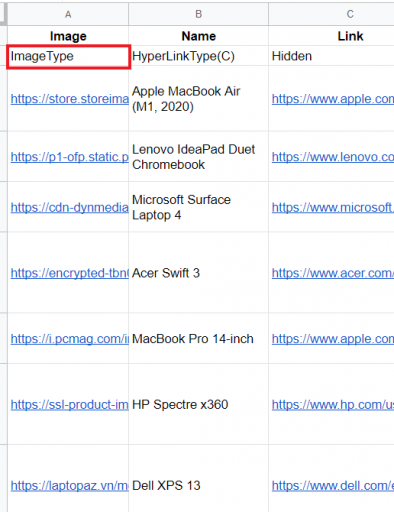 A B C
Image Name Link
ImageType HyperLinkType(C) Hidden
https://store.storeima Apple MacBook Air
(M1, 2020) https://www.apple.com
https://p1-ofp.static.p Lenovo IdeaPad Duet
Chromebook https://www.lenovo.co
https://cdn-dynmedia Microsoft Surface
Laptop 4 https://www.microsoft.
https://encrypted-tbn Acer Swift 3 https://www.acer.com/
https://i.pcmag.com/i MacBook Pro 14-inch https://www.apple.com
https://ssl-product-im HP Spectre x360 https://www.hp.com/us
https://laptopaz.vn/m Dell XPS 13 https://www.dell.com/e